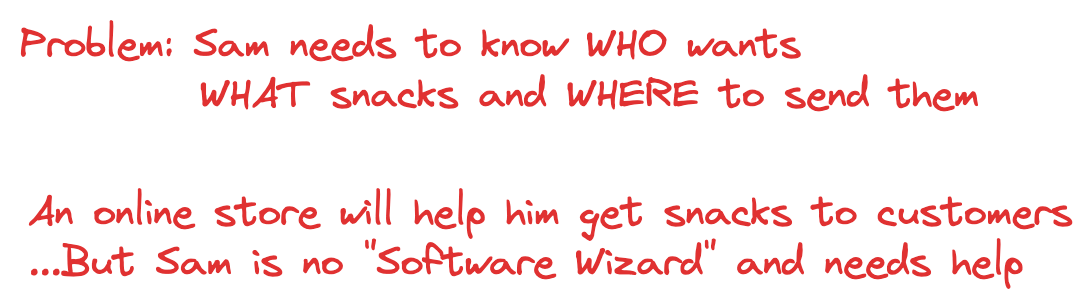 Problem: Sam needs to know WHO wants
WHAT snacks and WHERE to send them
An online store will help him get snacks to customers
...But Sam is no "Software Wizard" and needs help